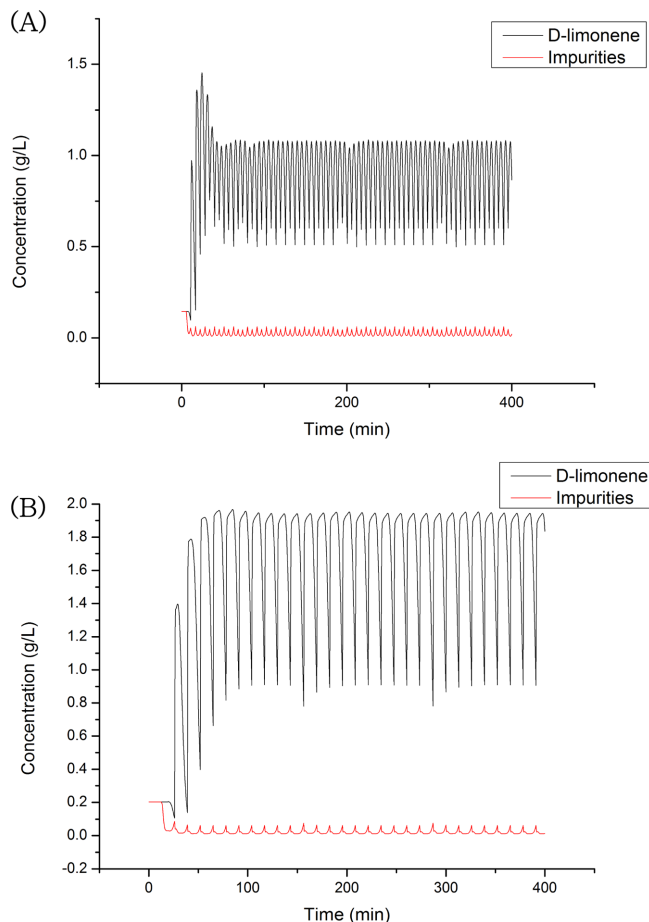 (A)
D-limonene
Impurities
1.5
1.0
0.5
0.0
Concentration (g/L)
0
200
400
Time (min)
(B)
D-limonene
Impurities
2.0
1.8
1.6
1.4
1.2
1.0
0.8
0.6
0.4
0.2
0.0
-0.2
Concentration (g/L)
0
100
200
300
400
Time (min)